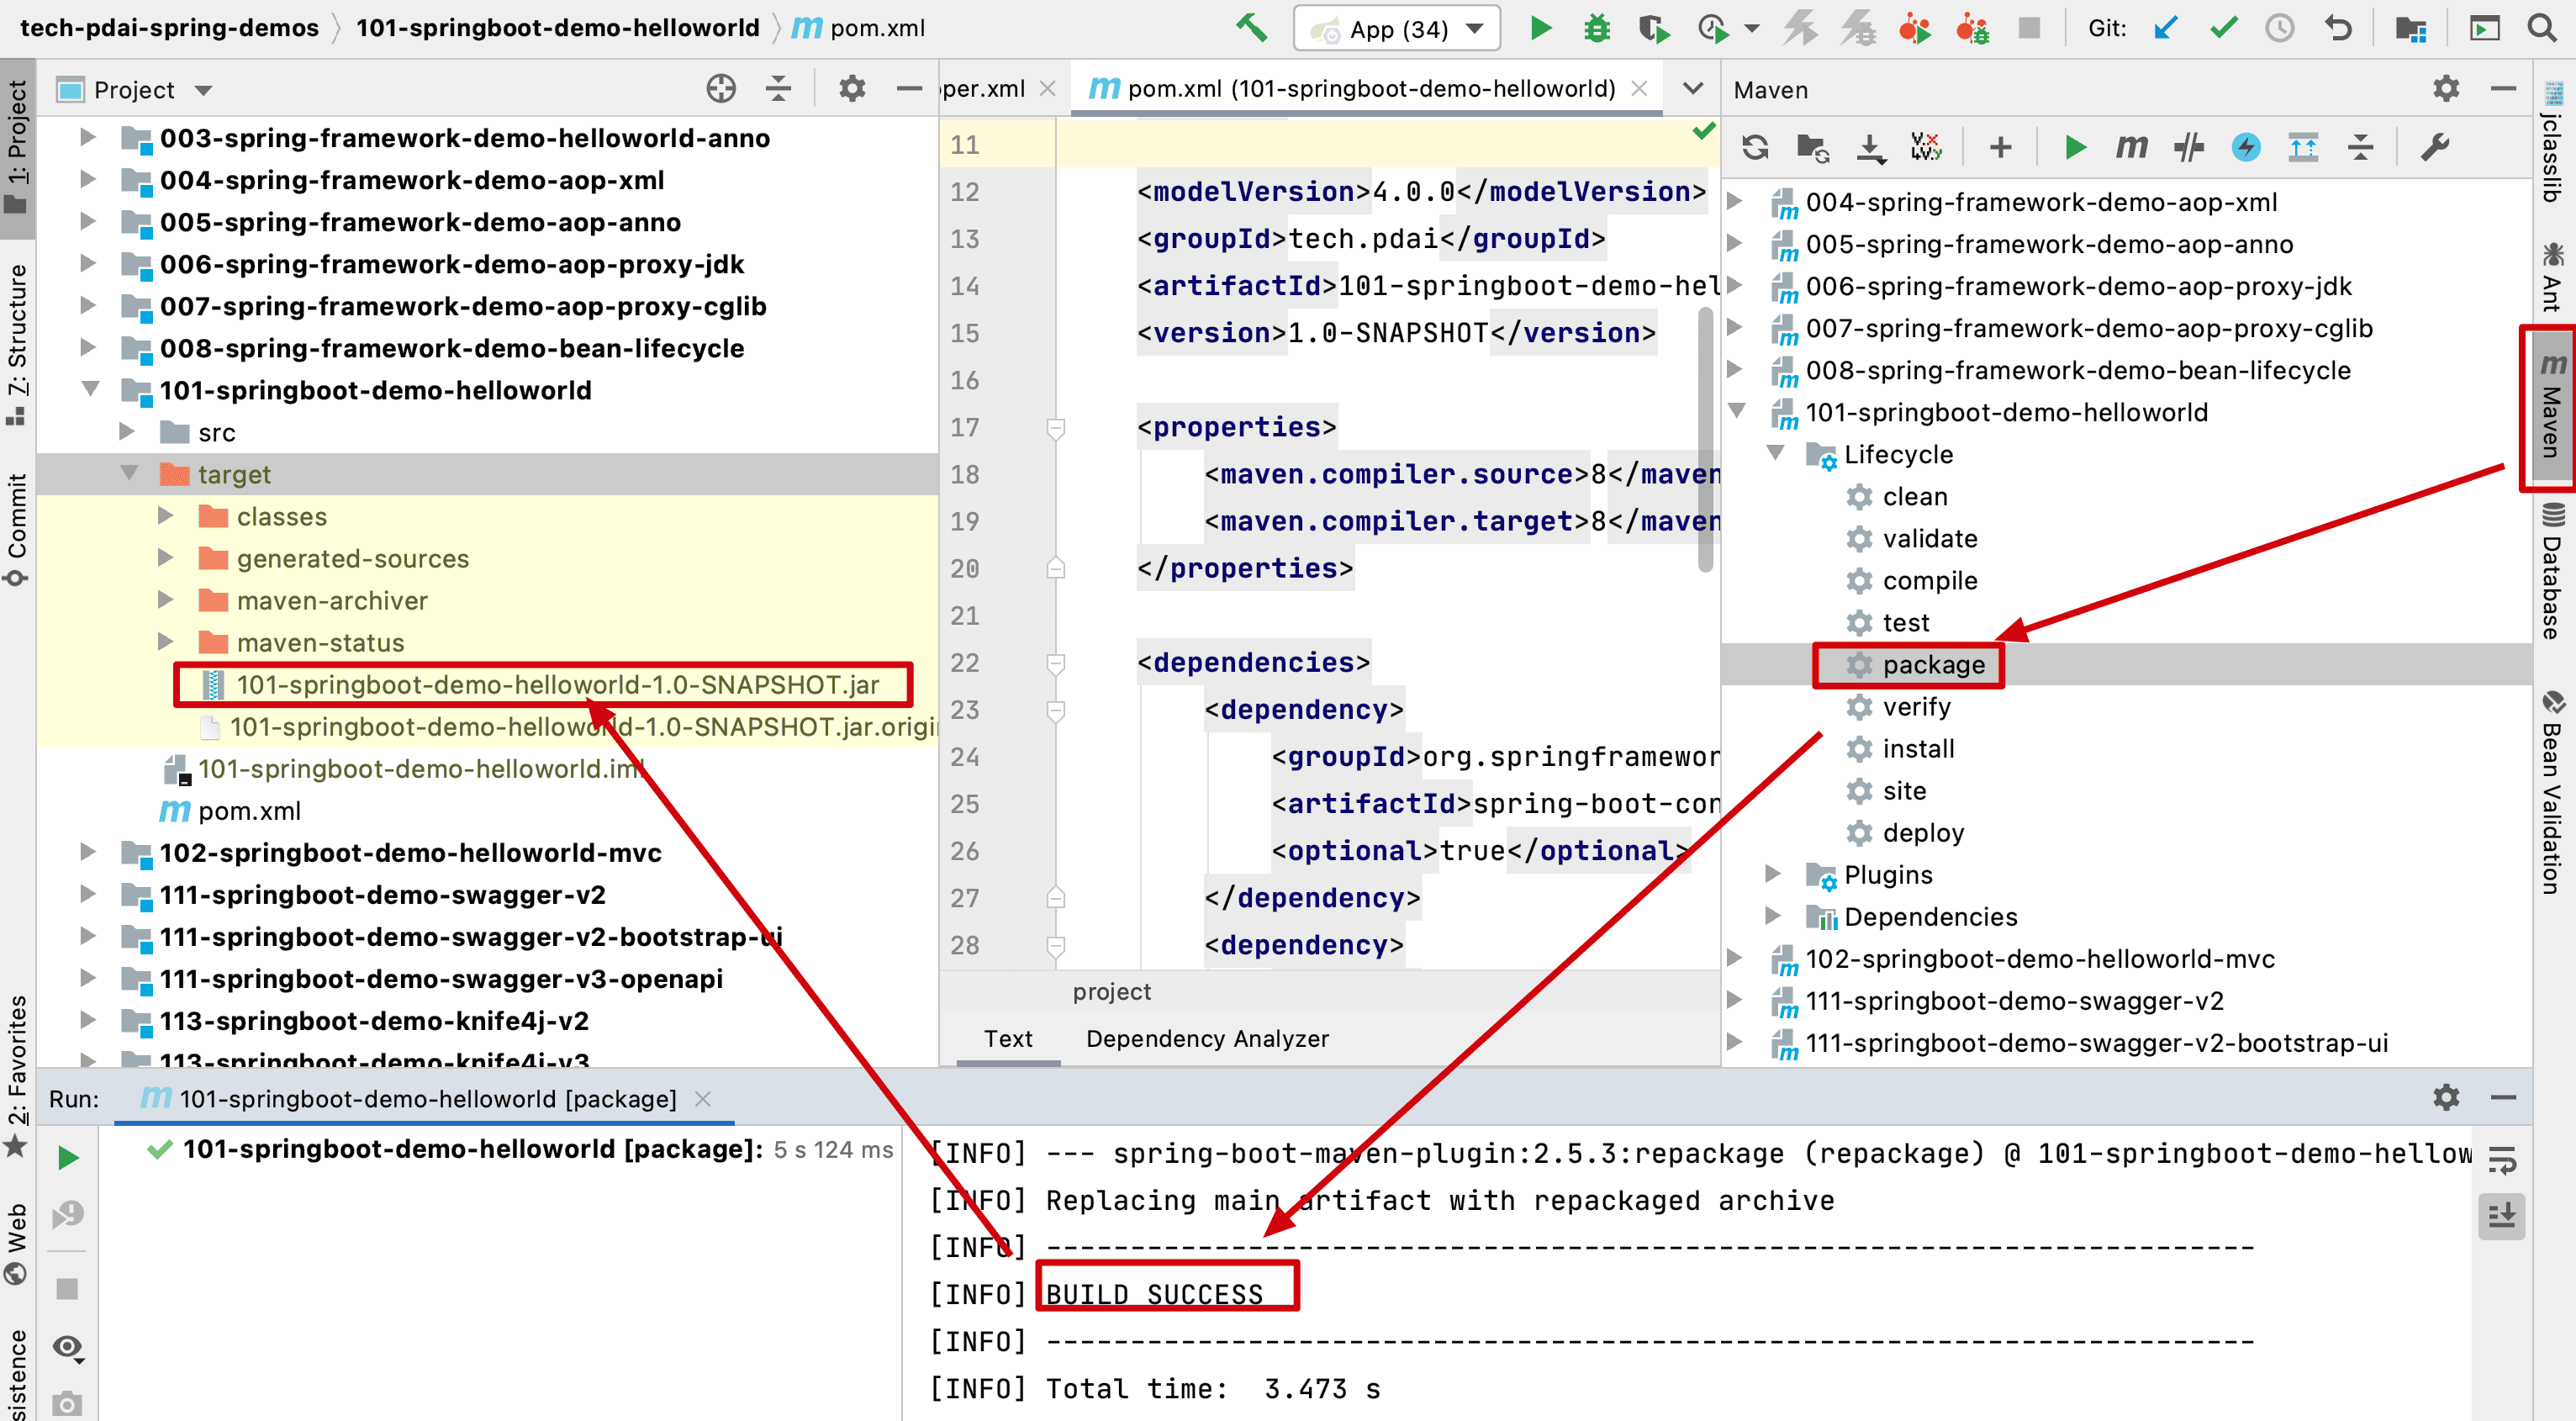 tech-pdai-spring-demos 101-springboot-demo-helloworld m pom.xml
App (34)
Git:
1: Project
7: Structure
Commit
2: Favorites
Web
sistence
Project
003-spring-framework-demo-helloworld-anno
004-spring-framework-demo-aop-xml
005-spring-framework-demo-aop-anno
006-spring-framework-demo-aop-proxy-jdk
007-spring-framework-demo-aop-proxy-cglib
008-spring-framework-demo-bean-lifecycle
101-springboot-demo-helloworld
src
target
classes
generated-sources
maven-archiver
maven-status
101-springboot-demo-helloworld-1.0-SNAPSHOT.jar
101-springboot-demo-helloworld-1.0-SNAPSHOT.jar.origi
101-springboot-demo-helloworld.iml
m pom.xml
102-springboot-demo-helloworld-mvc
111-springboot-demo-swagger-v2
111-springboot-demo-swagger-v2-bootstrap-ui
111-springboot-demo-swagger-v3-openapi
113-springboot-demo-knife4j-v2
113-springboot-demo-knife4j-v3
per.xml
m pom.xml (101-springboot-demo-helloworld)
11
12 <modelVersion>4.0.0</modelVersion>
13 <groupId>tech.pdai</groupId>
14 <artifactId>101-springboot-demo-hel
15 <version>1.0-SNAPSHOT</version>
16
17 <properties>
18 <maven.compiler.source>8</maven
19 <maven.compiler.target>8</maven
20 </properties>
21
22 <dependencies>
23 <dependency>
24 <groupId>org.springframewor
25 <artifactId>spring-boot-con
26 <optional>true</optional>
27 </dependency>
28 <dependency>
project
Text Dependency Analyzer
Maven
m
004-spring-framework-demo-aop-xml
005-spring-framework-demo-aop-anno
006-spring-framework-demo-aop-proxy-jdk
007-spring-framework-demo-aop-proxy-cglib
008-spring-framework-demo-bean-lifecycle
101-springboot-demo-helloworld
Lifecycle
clean
validate
compile
test
package
verify
install
site
deploy
Plugins
Dependencies
102-springboot-demo-helloworld-mvc
111-springboot-demo-swagger-v2
111-springboot-demo-swagger-v2-bootstrap-ui
jclasslib
Ant
m Maven
Database
Bean Validation
Run: m 101-springboot-demo-helloworld [package]
101-springboot-demo-helloworld [package]: 5 s 124 ms
[INFO] --- spring-boot-maven-plugin:2.5.3:repackage (repackage) @ 101-springboot-demo-hellow
[INFO] Replacing main artifact with repackaged archive
[INFO] ------------------------------------------------------------------------
[INFO] BUILD SUCCESS
[INFO] ------------------------------------------------------------------------
[INFO] Total time:  3.473 s